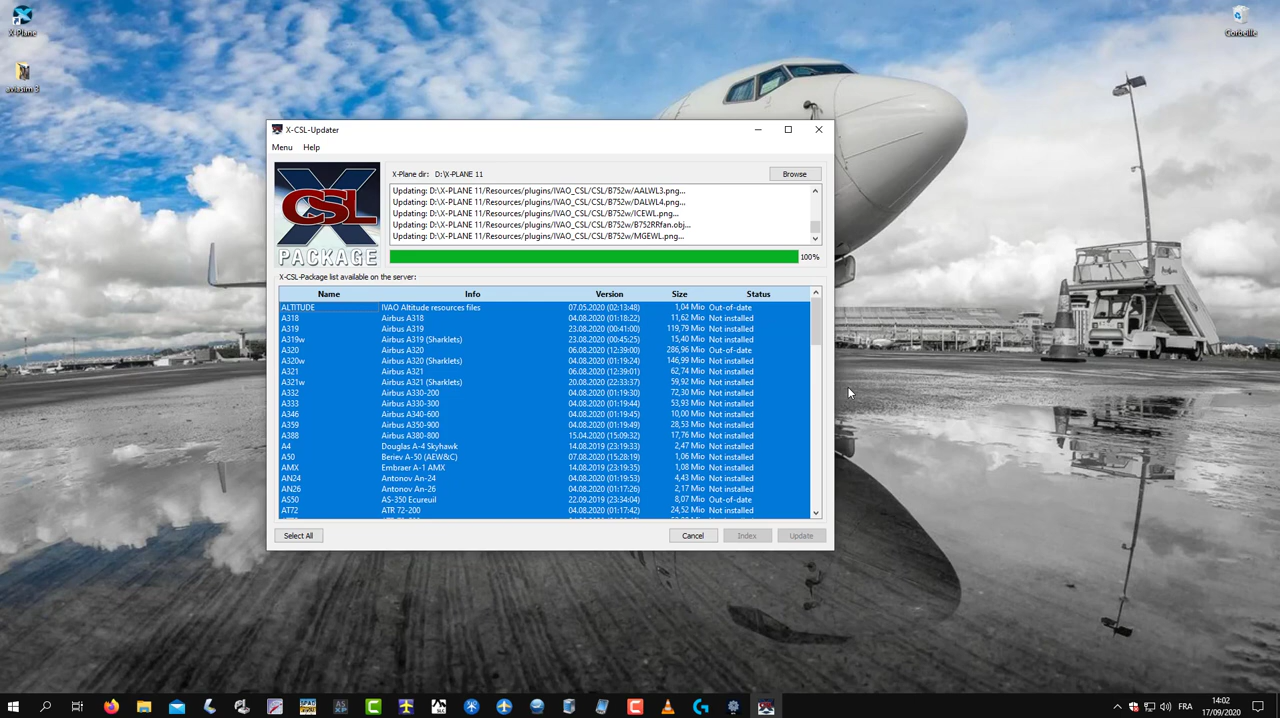 X-Plane
aviasim 3
Corbeille
X-CSL-Updater
Menu Help
X CSL PACKAGE
X-Plane dir: D:\X-PLANE 11 Browse
Updating: D:\X-PLANE 11/Resources/plugins/IVAO_CSL/CSL/B752w/AALWL3.png...
Updating: D:\X-PLANE 11/Resources/plugins/IVAO_CSL/CSL/B752w/DALWL4.png...
Updating: D:\X-PLANE 11/Resources/plugins/IVAO_CSL/CSL/B752w/ICEWL.png...
Updating: D:\X-PLANE 11/Resources/plugins/IVAO_CSL/CSL/B752w/B752RRfan.obj...
Updating: D:\X-PLANE 11/Resources/plugins/IVAO_CSL/CSL/B752w/MGEWL.png...
100%
X-CSL-Package list available on the server:
Name Info Version Size Status
ALTITUDE IVAO Altitude resources files 07.05.2020 (02:13:48) 1,04 Mio Out-of-date
A318 Airbus A318 04.08.2020 (01:18:22) 11,62 Mio Not installed
A319 Airbus A319 23.08.2020 (00:41:00) 119,79 Mio Not installed
A319w Airbus A319 (Sharklets) 23.08.2020 (00:45:25) 15,40 Mio Not installed
A320 Airbus A320 06.08.2020 (12:39:00) 286,96 Mio Out-of-date
A320w Airbus A320 (Sharklets) 04.08.2020 (01:19:24) 146,99 Mio Not installed
A321 Airbus A321 06.08.2020 (12:39:01) 62,74 Mio Not installed
A321w Airbus A321 (Sharklets) 20.08.2020 (22:33:37) 59,92 Mio Not installed
A332 Airbus A330-200 04.08.2020 (01:19:30) 72,30 Mio Not installed
A333 Airbus A330-300 04.08.2020 (01:19:44) 53,93 Mio Not installed
A346 Airbus A340-600 04.08.2020 (01:19:45) 10,00 Mio Not installed
A359 Airbus A350-900 04.08.2020 (01:19:49) 28,53 Mio Not installed
A388 Airbus A380-800 15.04.2020 (15:09:32) 17,76 Mio Not installed
A4 Douglas A-4 Skyhawk 14.08.2019 (23:19:33) 2,47 Mio Not installed
A50 Beriev A-50 (AEW&C) 07.08.2020 (15:28:19) 1,06 Mio Not installed
AMX Embraer A-1 AMX 14.08.2019 (23:19:35) 1,08 Mio Not installed
AN24 Antonov An-24 04.08.2020 (01:19:53) 4,43 Mio Not installed
AN26 Antonov An-26 04.08.2020 (01:17:26) 2,17 Mio Not installed
AS50 AS-350 Ecureuil 22.09.2019 (23:34:04) 8,07 Mio Out-of-date
AT72 ATR 72-200 04.08.2020 (01:17:42) 24,52 Mio Not installed
Select All Cancel Index Update
FRA
14:02
17/09/2020